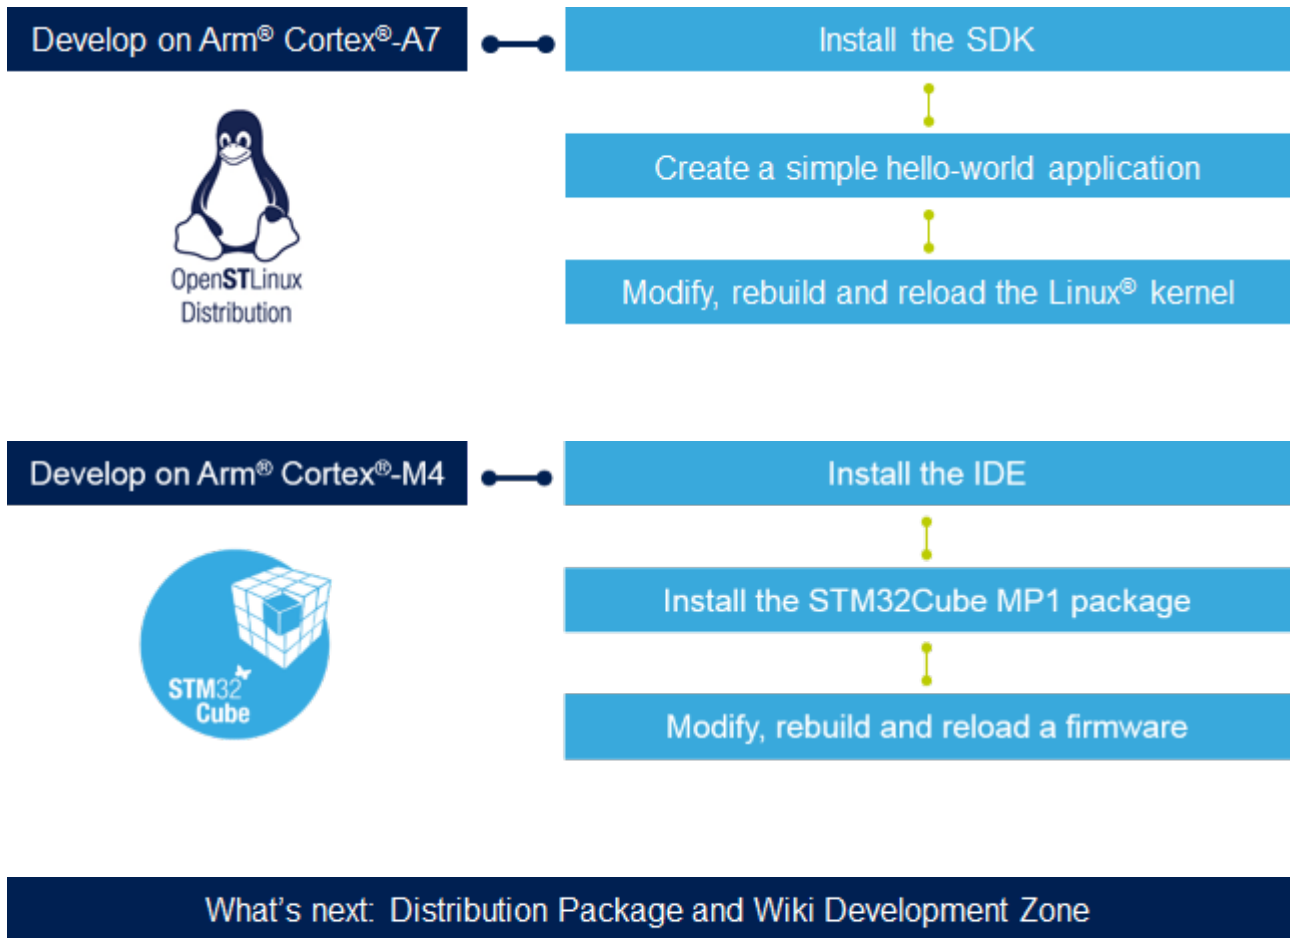 Develop on Arm® Cortex®-A7
Install the SDK
Create a simple hello-world application
OpenSTLinux
Distribution
Modify, rebuild and reload the Linux® kernel
Develop on Arm® Cortex®-M4
Install the IDE
Install the STM32Cube MP1 package
STM32
Cube
Modify, rebuild and reload a firmware
What's next: Distribution Package and Wiki Development Zone